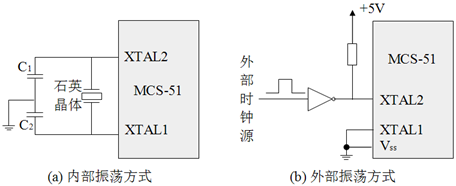 C1
C2
石英
晶体
XTAL2
MCS-51
XTAL1
(a) 内部振荡方式
+5V
外
部
时
钟
源
MCS-51
XTAL2
XTAL1
Vss
(b) 外部振荡方式